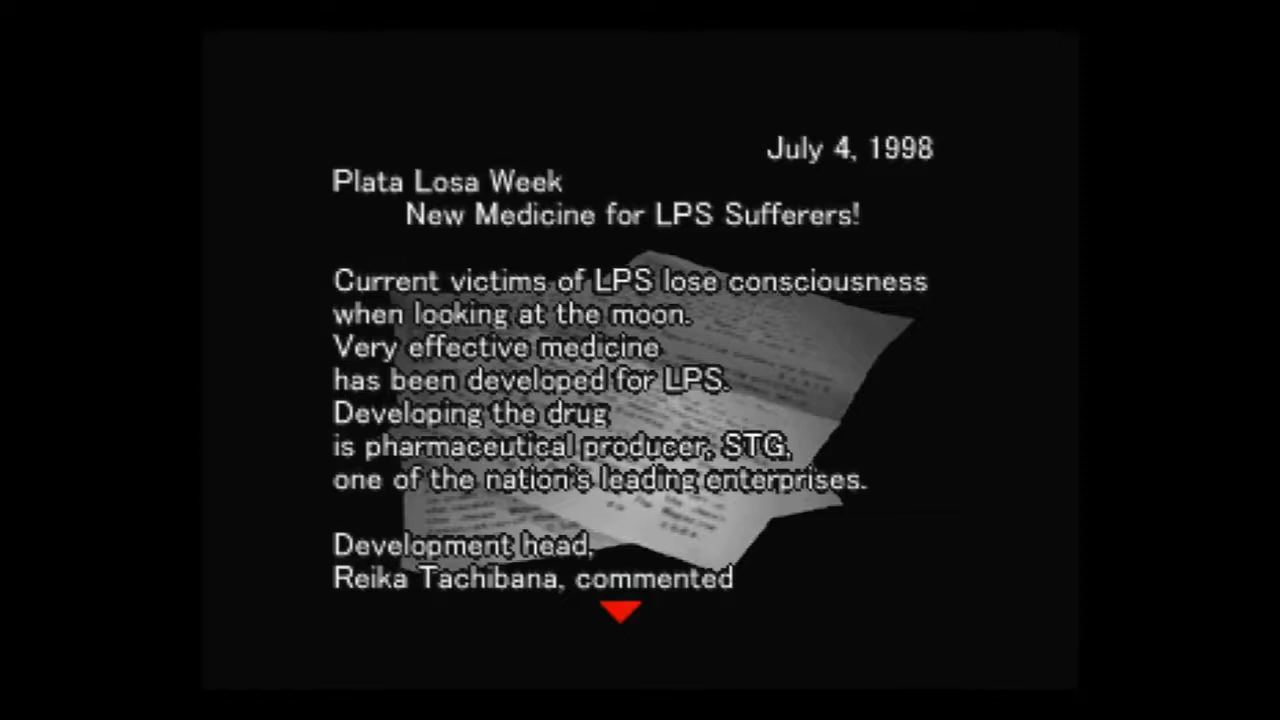 July 4, 1998
Plata Losa Week
New Medicine for LPS Sufferers!
Current victims of LPS lose consciousness
when looking at the moon.
Very effective medicine
has been developed for LPS.
Developing the drug
is pharmaceutical producer, STG,
one of the nation's leading enterprises.
Development head,
Reika Tachibana, commented